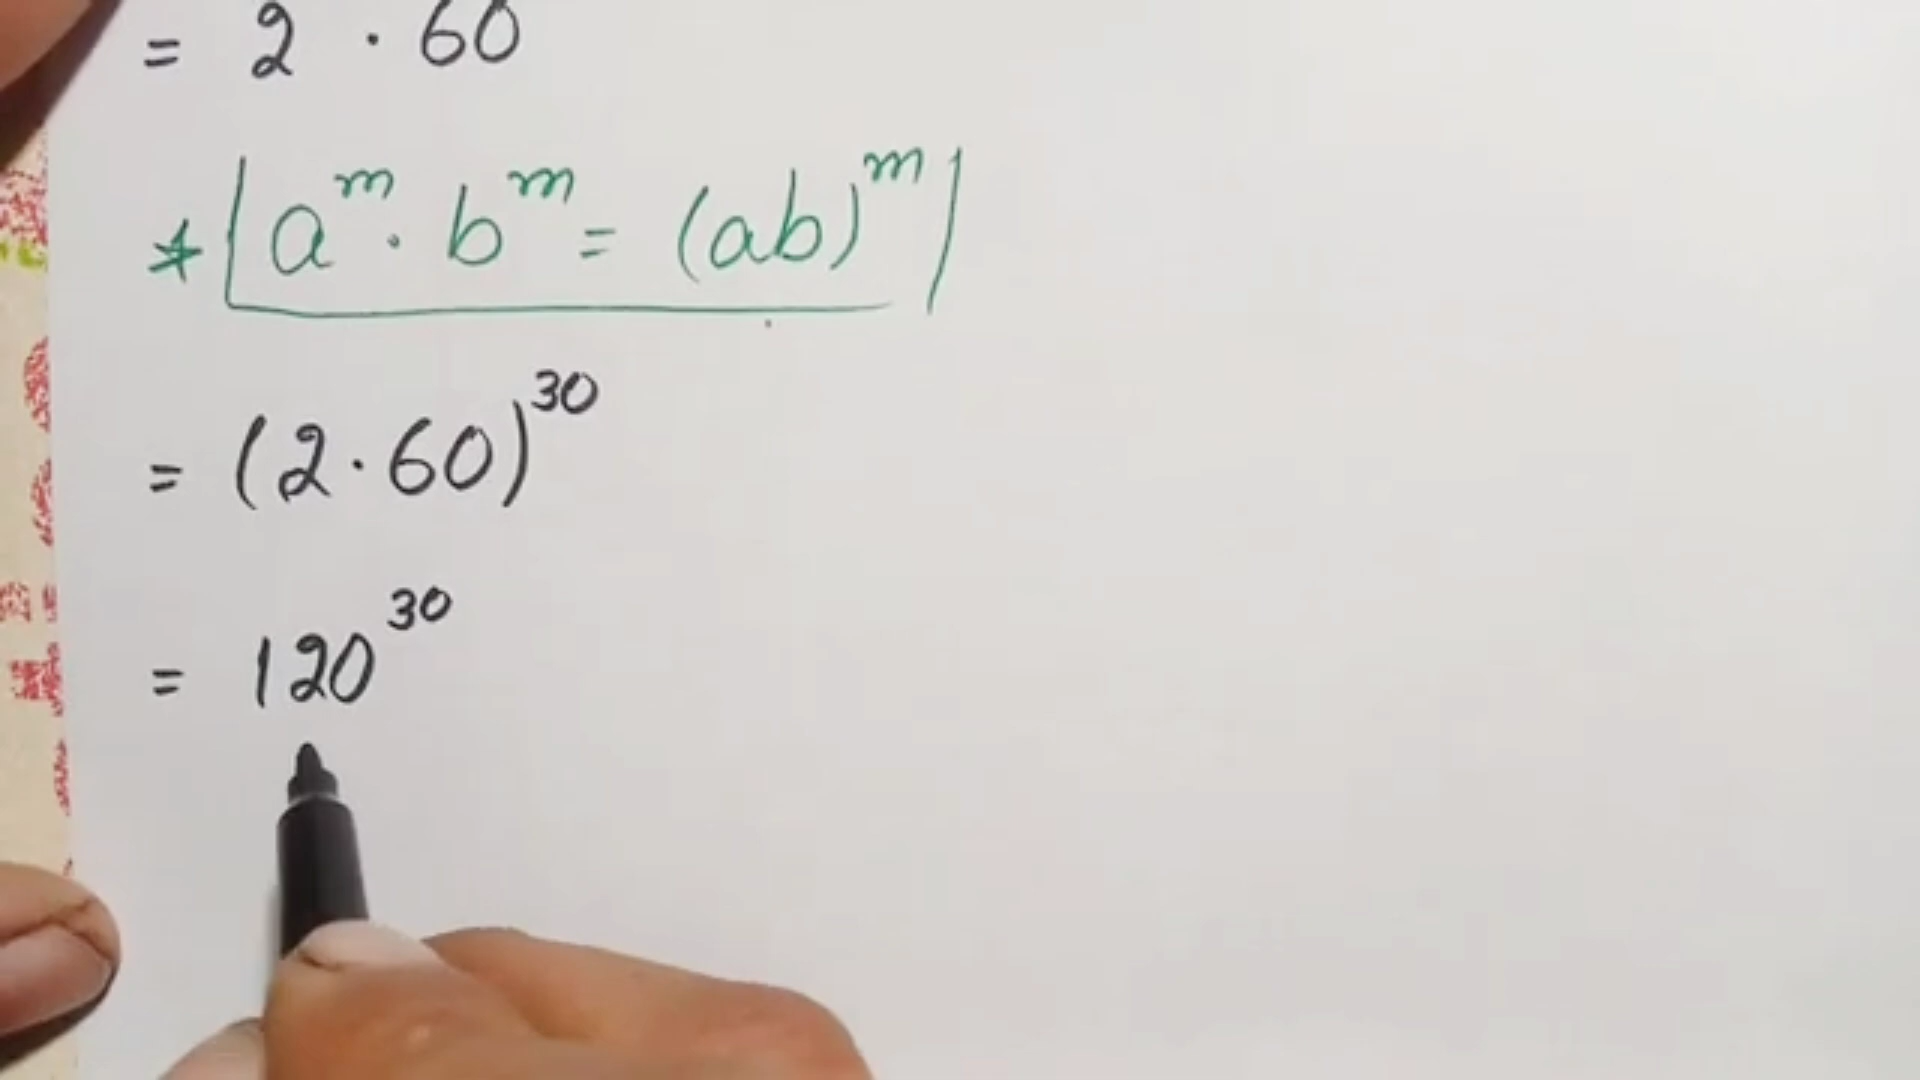 = 2 · 60
* a^m · b^m = (ab)^m
= (2 · 60)^30
= 120^30